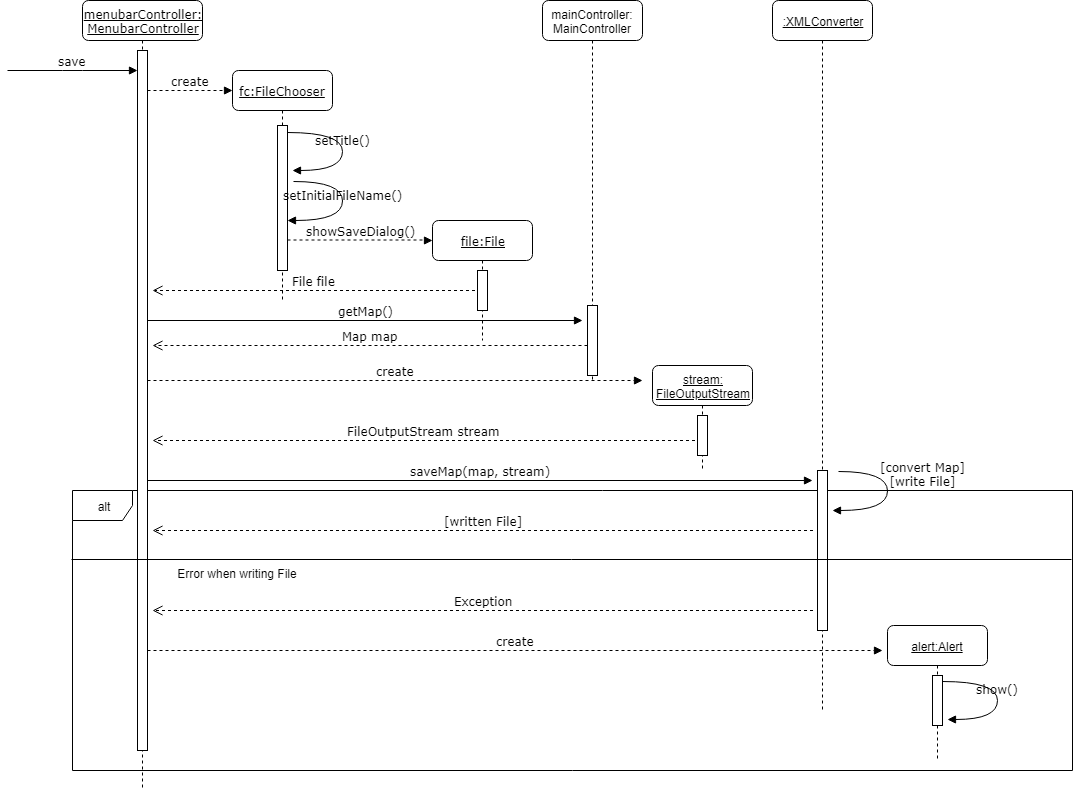 menubarController:
MenubarController
mainController:
MainController
:XMLConverter
save
create
fc:FileChooser
setTitle()
setInitialFileName()
showSaveDialog()
file:File
File file
getMap()
Map map
create
stream:
FileOutputStream
FileOutputStream stream
saveMap(map, stream)
[convert Map]
[write File]
alt
[written File]
Error when writing File
Exception
create
alert:Alert
show()